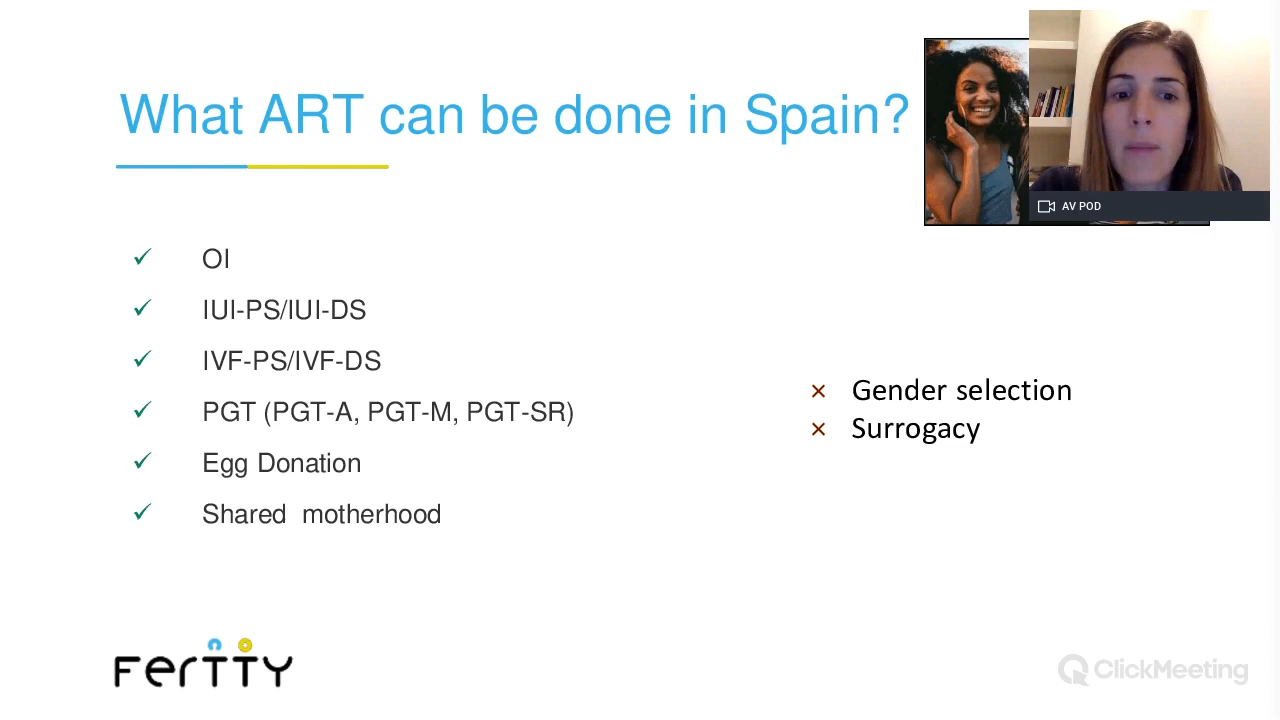 What ART can be done in Spain?
AV POD
OI
IUI-PS/IUI-DS
IVF-PS/IVF-DS
PGT (PGT-A, PGT-M, PGT-SR)
Egg Donation
Shared motherhood
× Gender selection
× Surrogacy
FerTTY
ClickMeeting